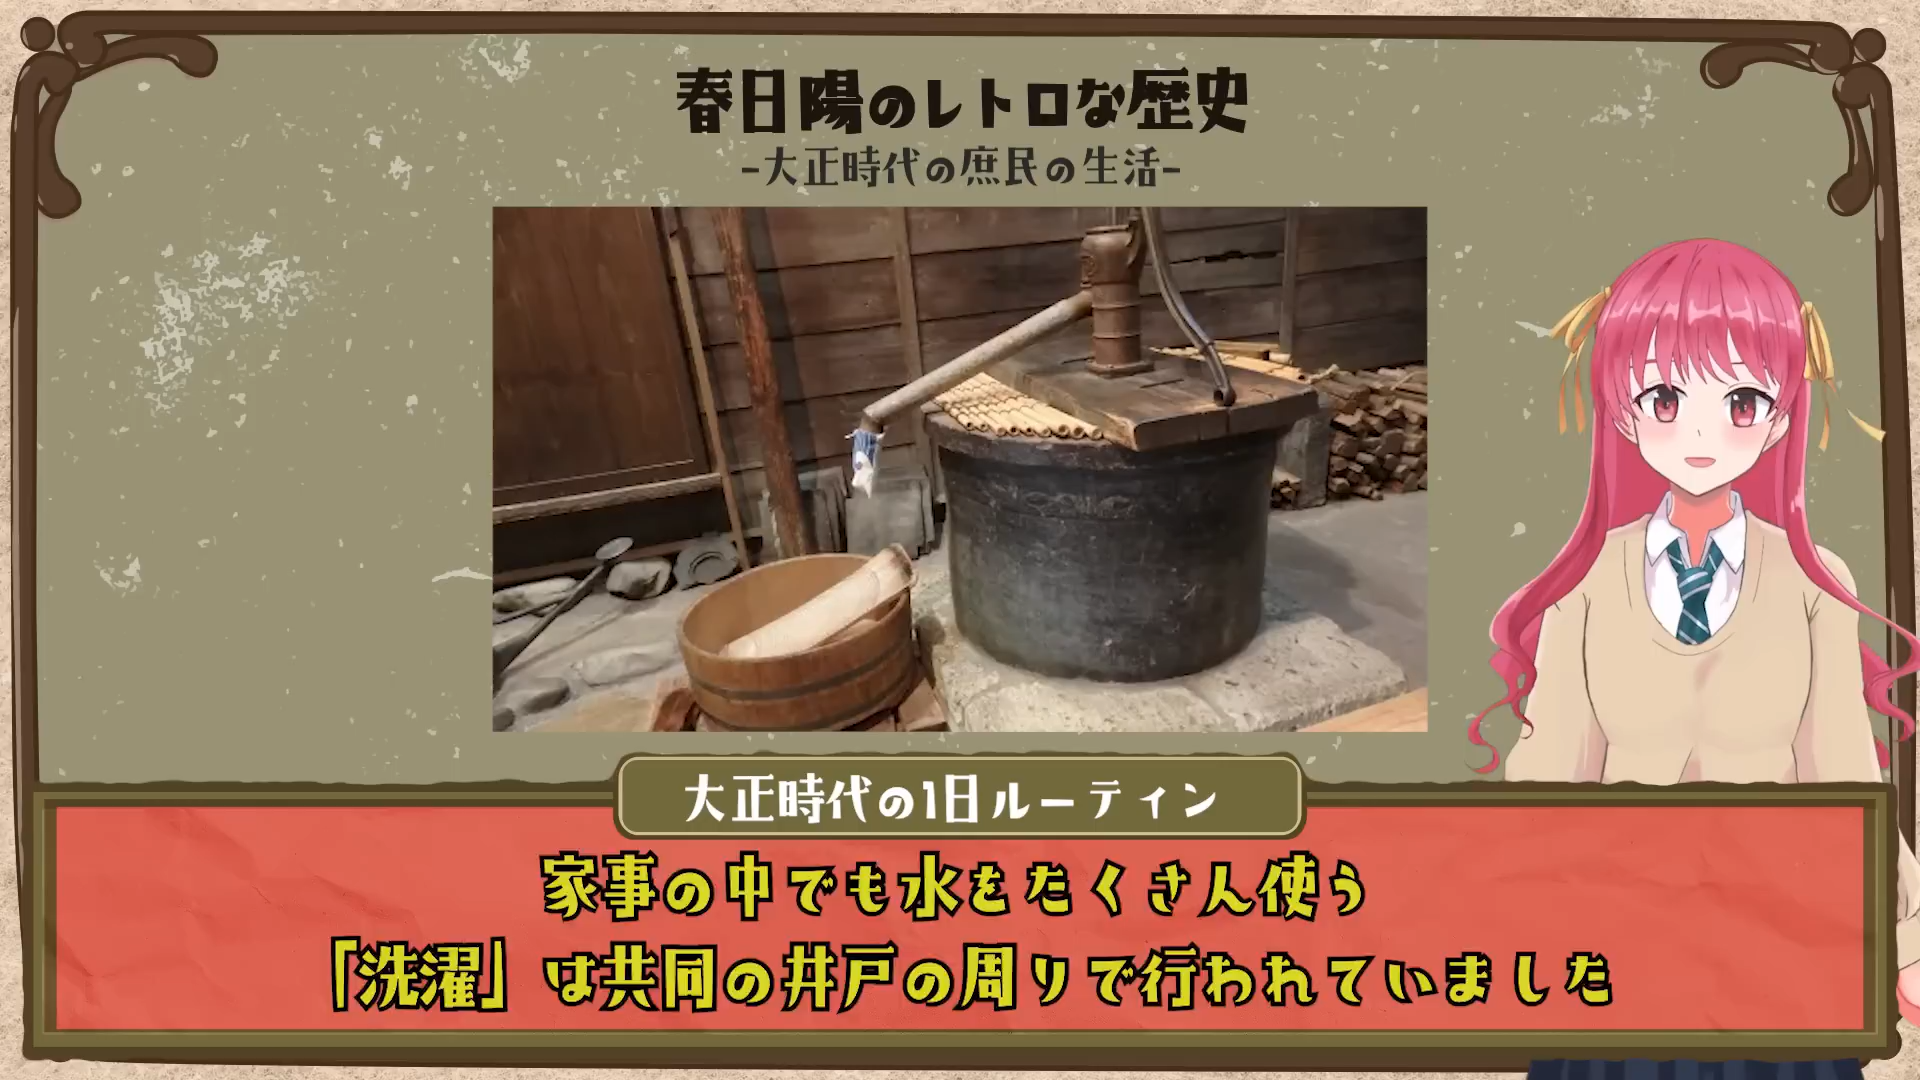 春日陽のレトロな歴史
-大正時代の庶民の生活-
大正時代の1日ルーティン
家事の中でも水をたくさん使う
「洗濯」は共同の井戸の周りで行われていました